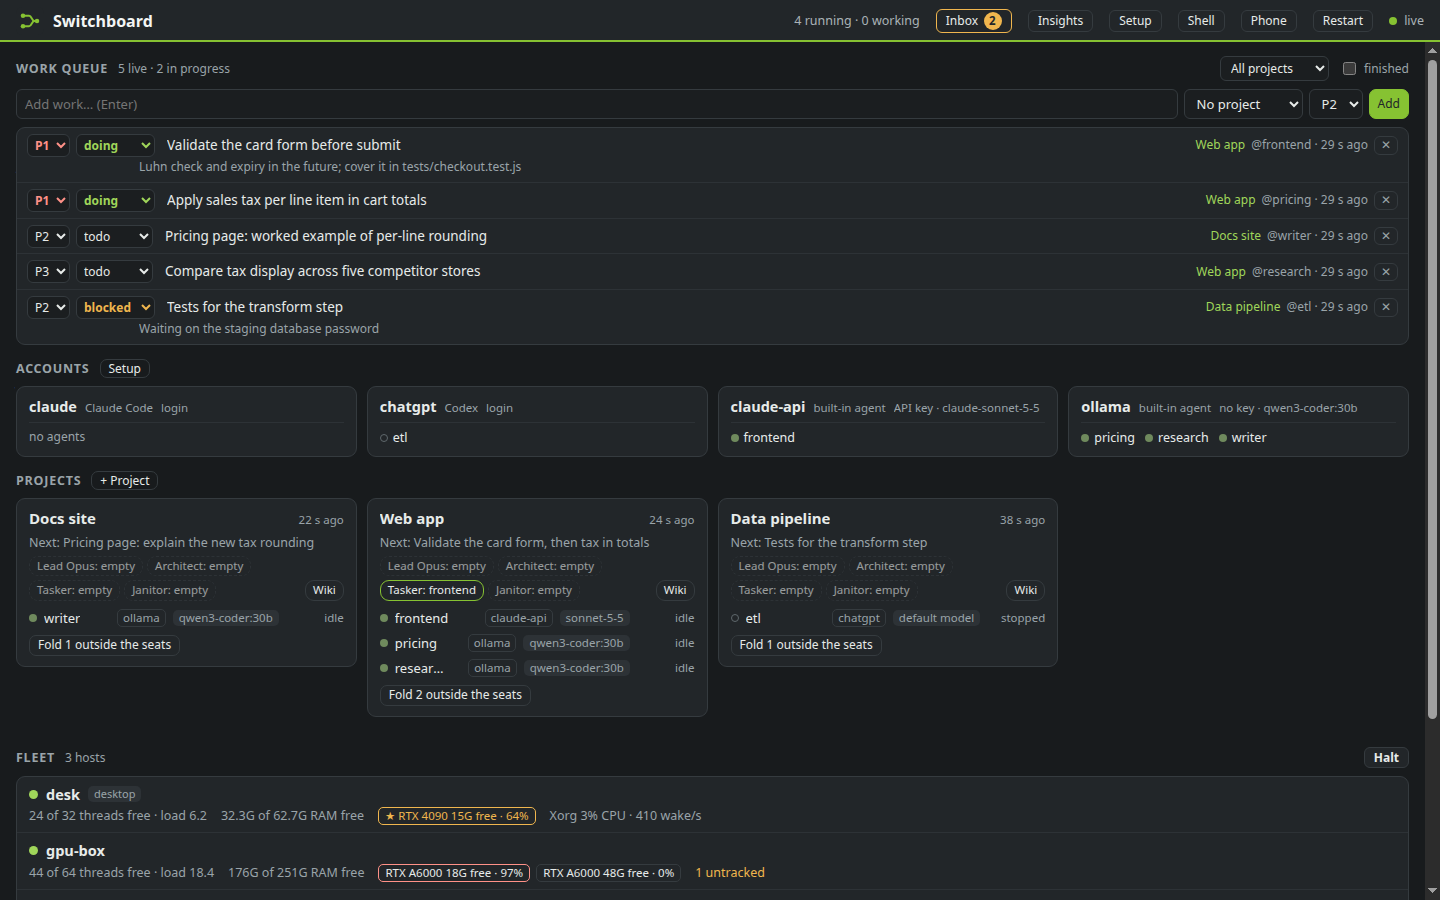 Switchboard
4 running · 0 working Inbox 2 Insights Setup Shell Phone Restart live
WORK QUEUE 5 live · 2 in progress All projects finished
Add work... (Enter) No project P2 Add
P1 doing Validate the card form before submit Web app @frontend · 29 s ago ✕
Luhn check and expiry in the future; cover it in tests/checkout.test.js
P1 doing Apply sales tax per line item in cart totals Web app @pricing · 29 s ago ✕
P2 todo Pricing page: worked example of per-line rounding Docs site @writer · 29 s ago ✕
P3 todo Compare tax display across five competitor stores Web app @research · 29 s ago ✕
P2 blocked Tests for the transform step Data pipeline @etl · 29 s ago ✕
Waiting on the staging database password
ACCOUNTS Setup
claude Claude Code login
no agents
chatgpt Codex login
etl
claude-api built-in agent API key · claude-sonnet-5-5
frontend
ollama built-in agent no key · qwen3-coder:30b
pricing research writer
PROJECTS + Project
Docs site 22 s ago
Next: Pricing page: explain the new tax rounding
Lead Opus: empty Architect: empty
Tasker: empty Janitor: empty Wiki
writer ollama qwen3-coder:30b idle
Fold 1 outside the seats
Web app 24 s ago
Next: Validate the card form, then tax in totals
Lead Opus: empty Architect: empty
Tasker: frontend Janitor: empty Wiki
frontend claude-api sonnet-5-5 idle
pricing ollama qwen3-coder:30b idle
resear... ollama qwen3-coder:30b idle
Fold 2 outside the seats
Data pipeline 38 s ago
Next: Tests for the transform step
Lead Opus: empty Architect: empty
Tasker: empty Janitor: empty Wiki
etl chatgpt default model stopped
Fold 1 outside the seats
FLEET 3 hosts Halt
desk desktop
24 of 32 threads free · load 6.2 32.3G of 62.7G RAM free ★ RTX 4090 15G free · 64% Xorg 3% CPU · 410 wake/s
gpu-box
44 of 64 threads free · load 18.4 176G of 251G RAM free RTX A6000 18G free · 97% RTX A6000 48G free · 0% 1 untracked